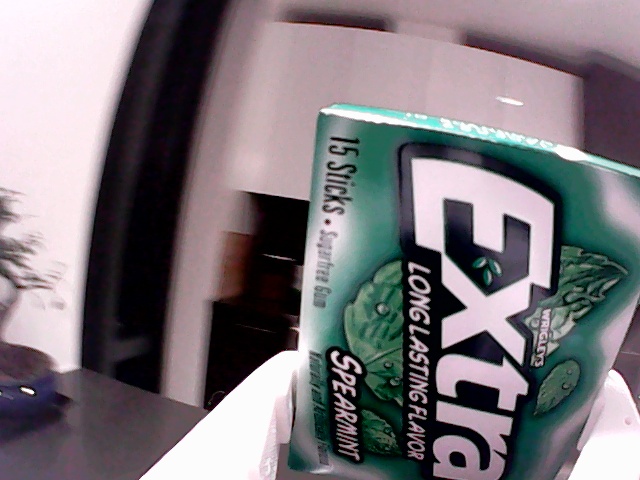 WRIGLEY'S
Extra
LONG LASTING FLAVOR
SPEARMINT
15 Sticks • Sugarfree Gum